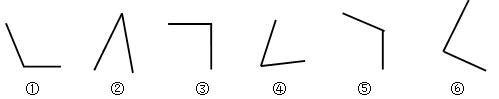 ① ② ③ ④ ⑤ ⑥